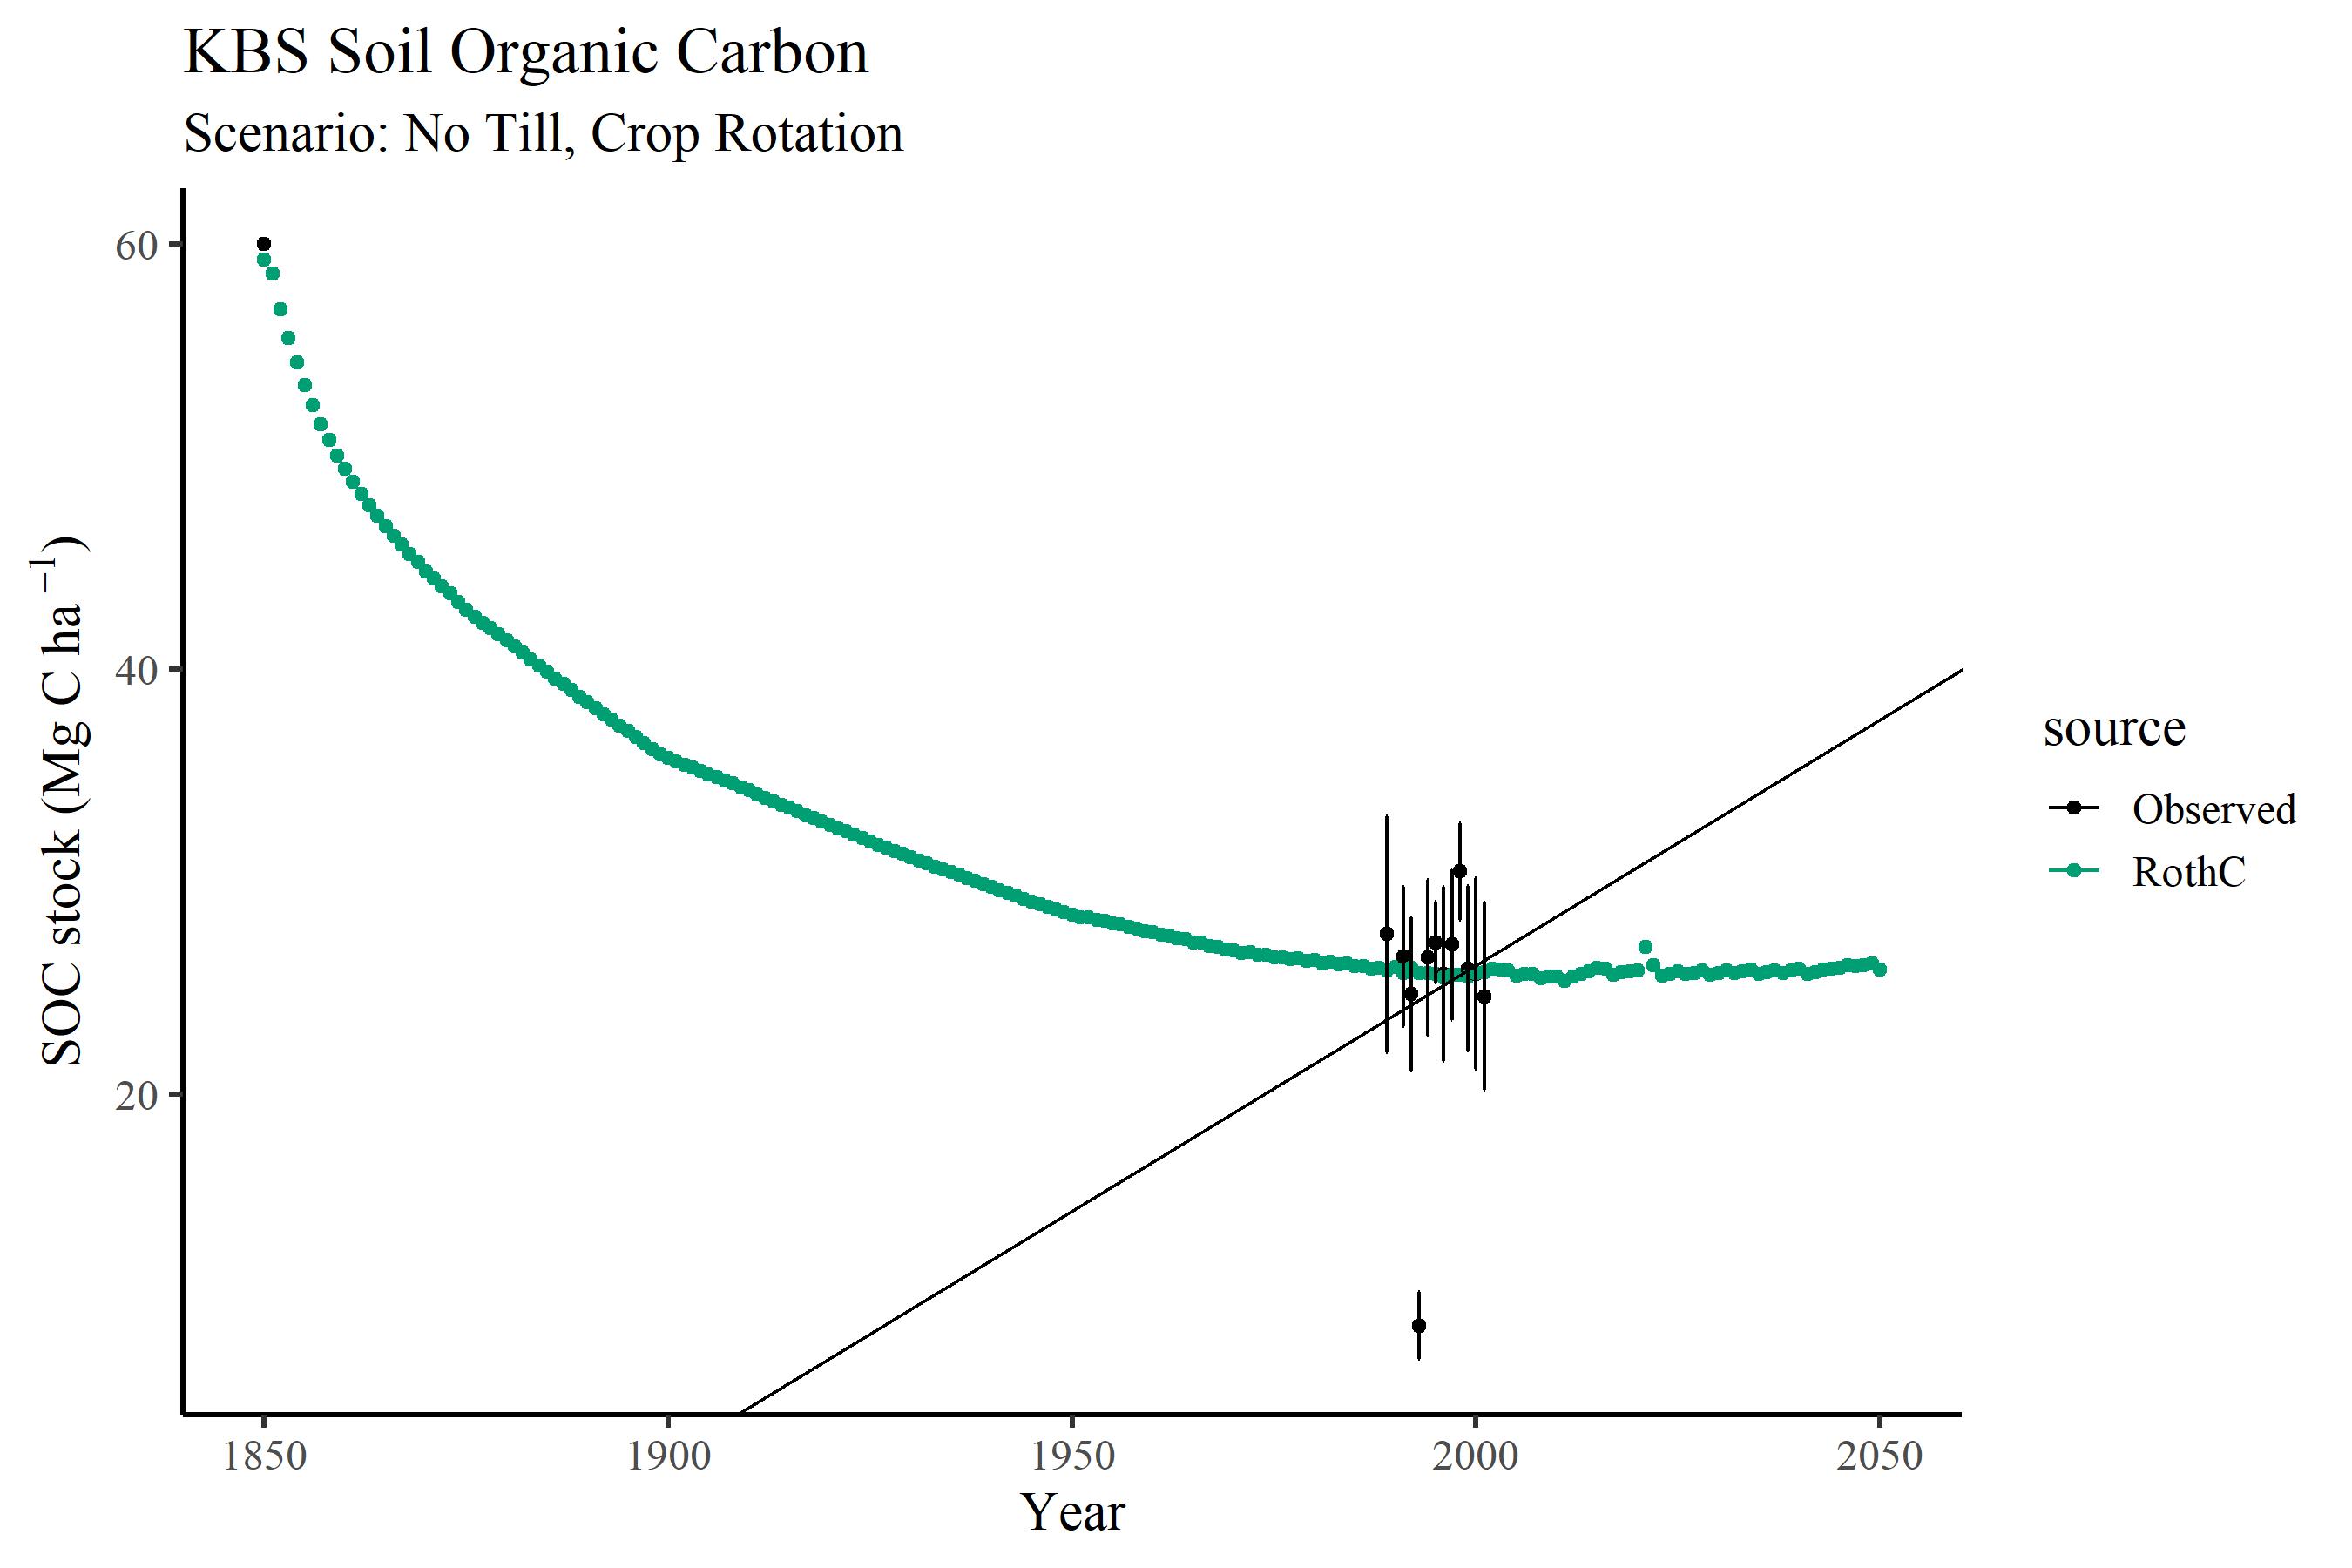 KBS Soil Organic Carbon
Scenario: No Till, Crop Rotation
SOC stock (Mg C ha −1)
60
40
20
1850 1900 1950 2000 2050
Year
source
Observed
RothC